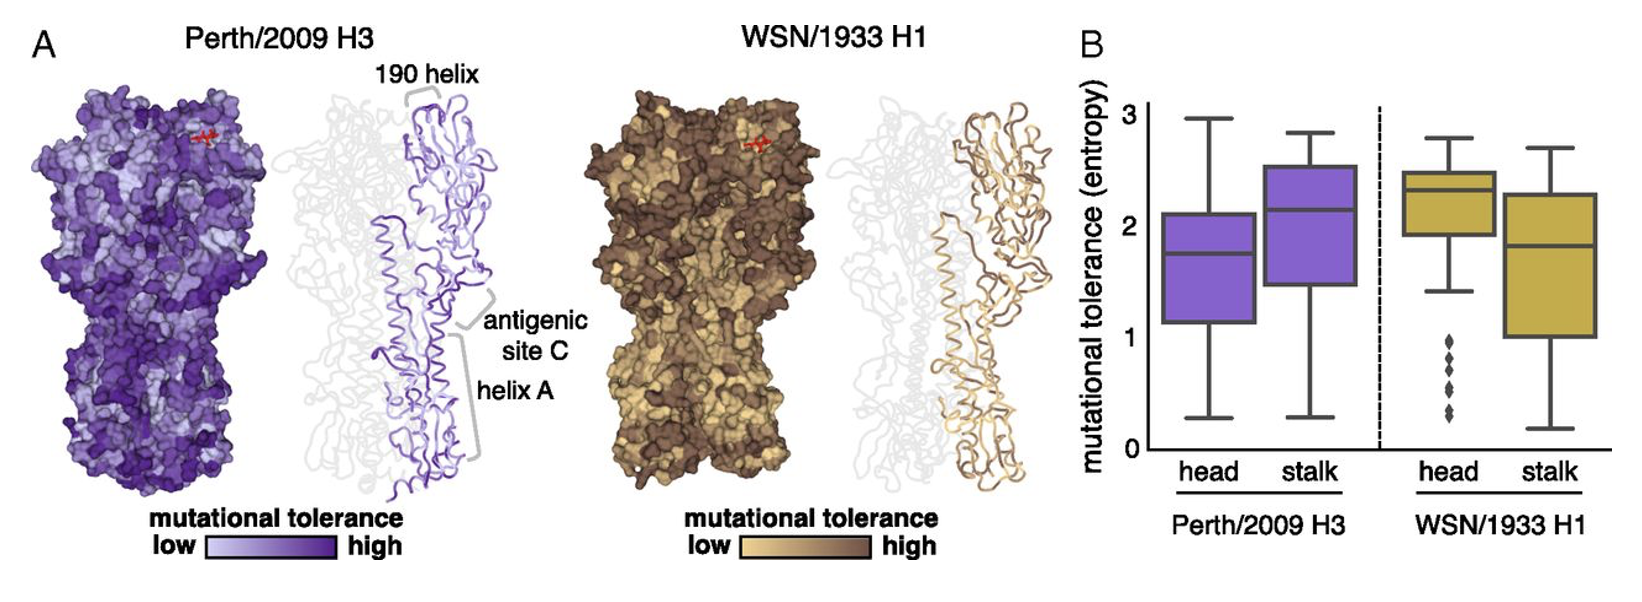 A
Perth/2009 H3
190 helix
antigenic
site C
helix A
mutational tolerance
low high
WSN/1933 H1
mutational tolerance
low high
B
mutational tolerance (entropy)
3
2
1
0
head stalk head stalk
Perth/2009 H3 WSN/1933 H1